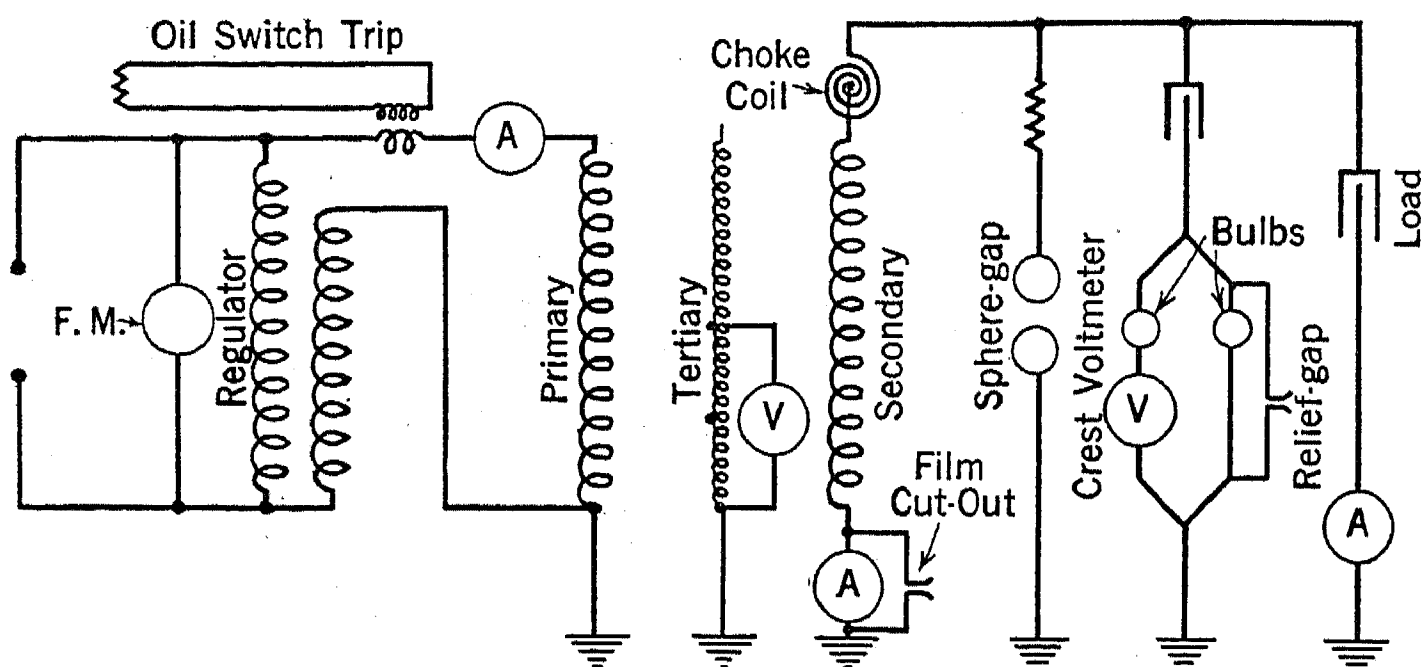 Oil Switch Trip
A
F. M.
Regulator
Primary
Tertiary
V
Choke
Coil
Secondary
Film
Cut-Out
A
Sphere-gap
Crest Voltmeter
V
Bulbs
Relief-gap
Load
A